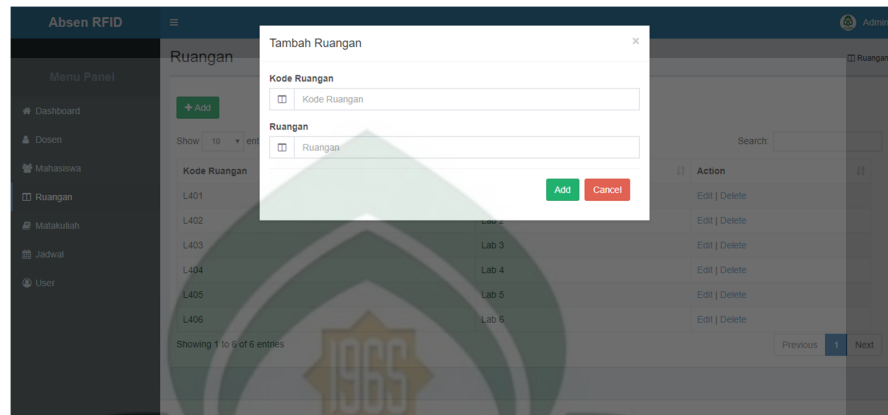 Absen RFID
Admin
Tambah Ruangan ×
Ruangan
Ruangan
Kode Ruangan
Menu Panel
Kode Ruangan
+ Add
Dashboard
Ruangan
Dosen
Show 10 ent
Search:
Ruangan
Mahasiswa
Kode Ruangan
Action
Ruangan
Add Cancel
L401 Edit | Delete
Matakuliah
L402 Lab 2 Edit | Delete
Jadwal
L403 Lab 3 Edit | Delete
User
L404 Lab 4 Edit | Delete
L405 Lab 5 Edit | Delete
L406 Lab 6 Edit | Delete
Showing 1 to 6 of 6 entries
Previous 1 Next
1965